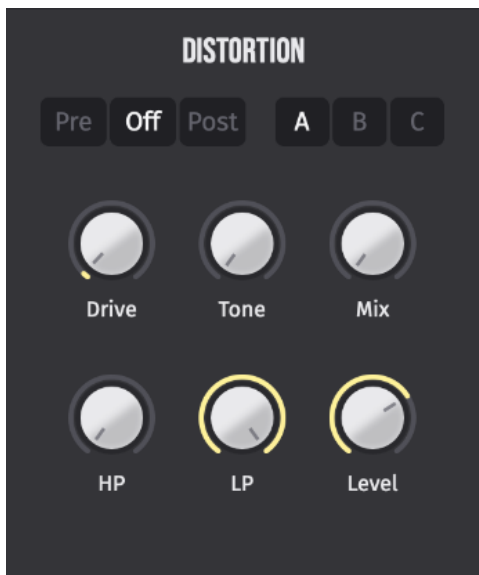 DISTORTION
Pre Off Post A B C
Drive Tone Mix
HP LP Level